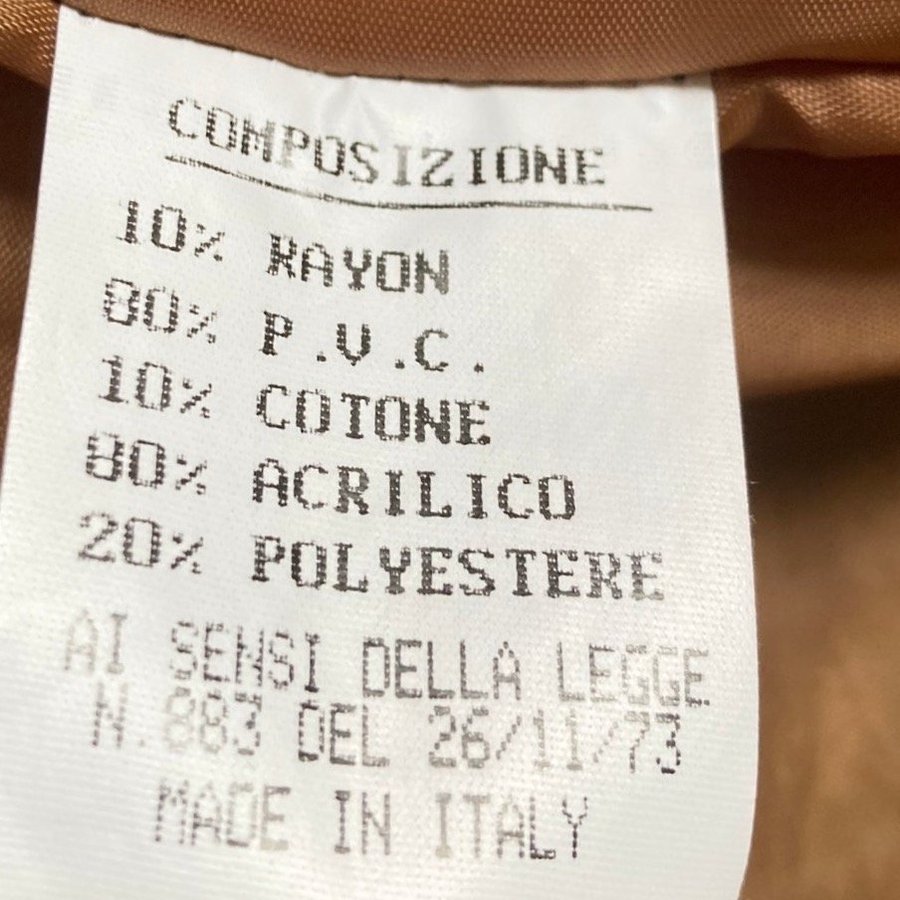 COMPOSIZIONE
10% RAYON
80% P.V.C.
10% COTONE
80% ACRILICO
20% POLYESTERE
AI SENSI DELLA LEGGE
N.883 DEL 26/11/73
MADE IN ITALY